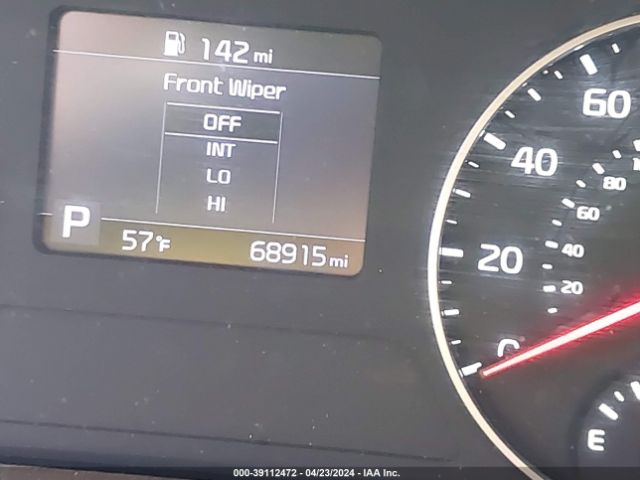 142 mi
Front Wiper
OFF
INT
LO
HI
P
57°F
68915 mi
60
40
20
80
60
40
20
E
000-39112472 - 04/23/2024 - IAA Inc.